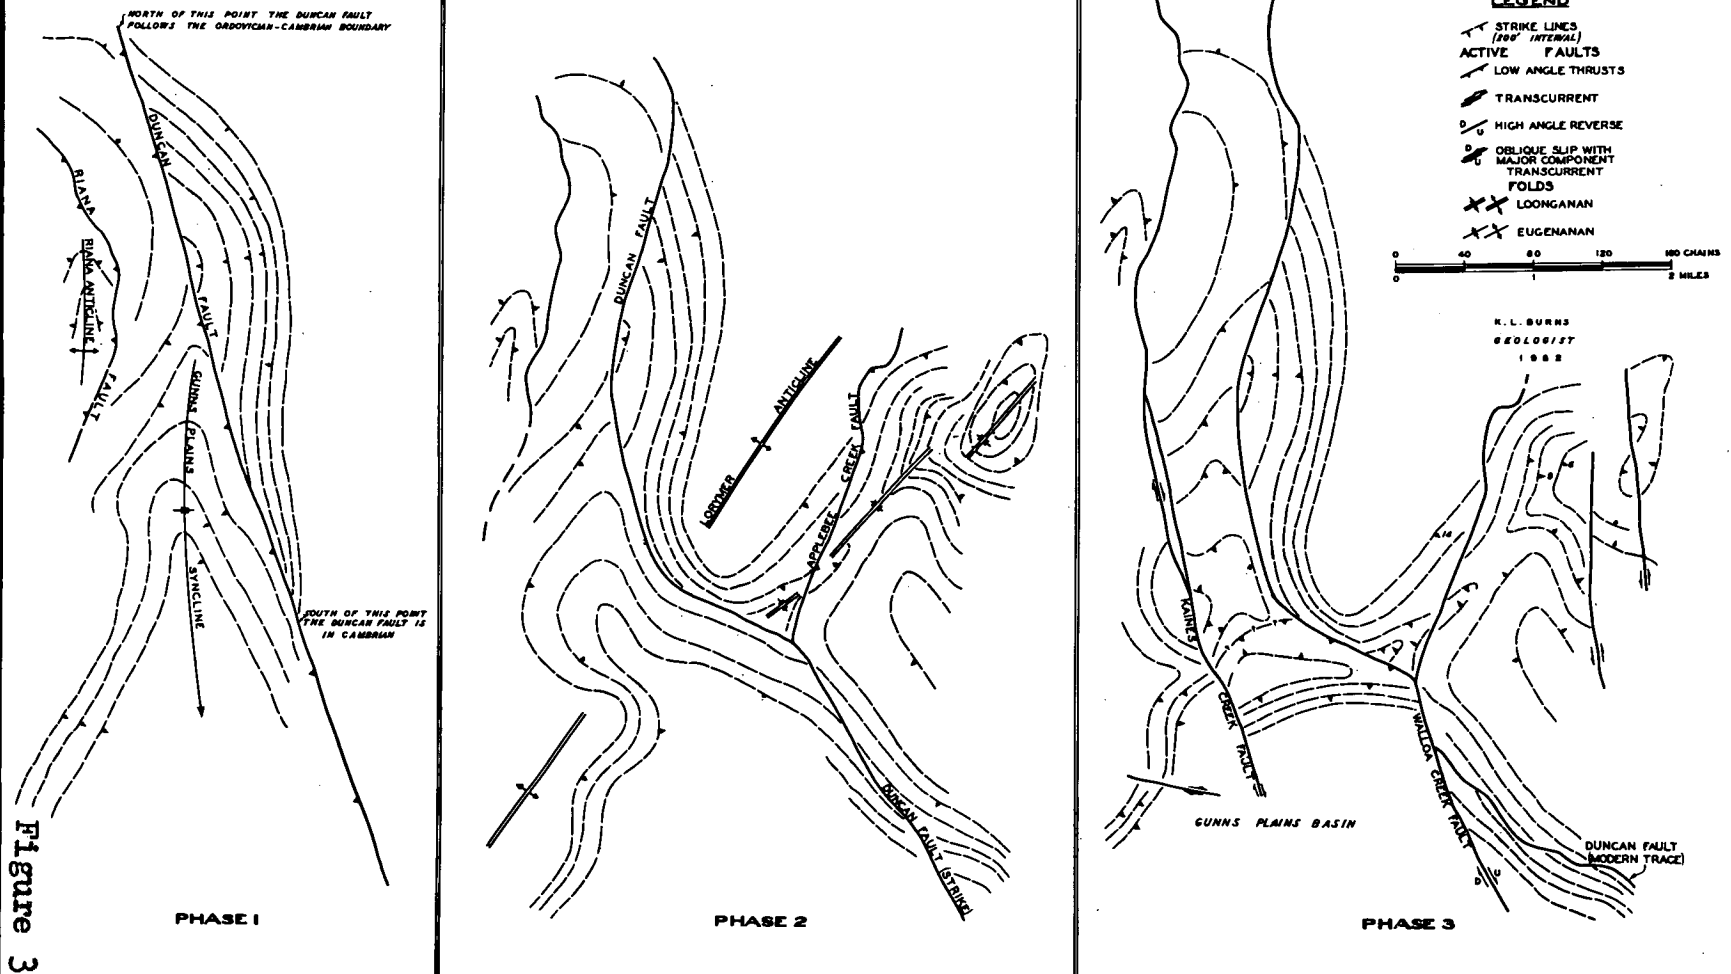 NORTH OF THIS POINT THE DUNCAN FAULT
FOLLOWS THE ORDOVICIAN-CAMBRIAN BOUNDARY
DUNCAN
FAULT
RIANA
FAULT
RIANA ANTICLINE
GUNNS PLAINS
SYNCLINE
SOUTH OF THIS POINT
THE DUNCAN FAULT IS
IN CAMBRIAN
PHASE 1
Figure 3
DUNCAN FAULT
LORYMER ANTICLINE
APPLEBEE CREEK FAULT
DUNCAN FAULT (STRIKE)
PHASE 2
LEGEND
STRIKE LINES
(200' INTERVAL)
ACTIVE FAULTS
LOW ANGLE THRUSTS
TRANSCURRENT
D
U
HIGH ANGLE REVERSE
D
U
OBLIQUE SLIP WITH
MAJOR COMPONENT
TRANSCURRENT
FOLDS
LOONGANAN
EUGENANAN
0 40 80 120 160 CHAINS
0 1 2 MILES
K. L. BURNS
GEOLOGIST
1962
14
KAINES
CREEK FAULT
WALLOA CREEK FAULT
D U
GUNNS PLAINS BASIN
DUNCAN FAULT
(MODERN TRACE)
PHASE 3